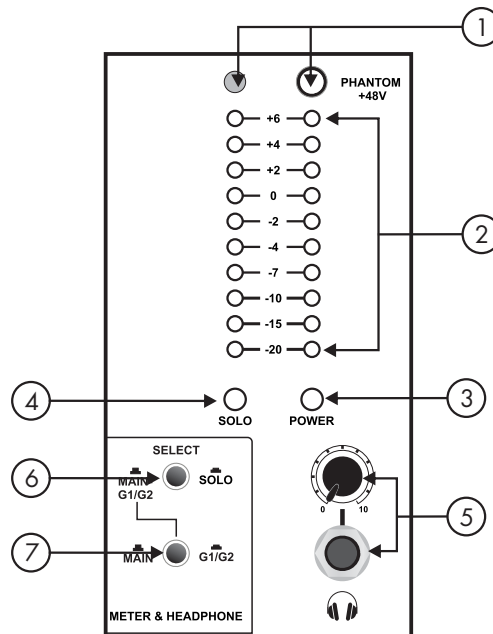 1
PHANTOM
+48V
+6
+4
+2
0
-2
2
-4
-7
-10
-15
-20
4
3
SOLO POWER
SELECT
6
MAIN SOLO
G1/G2
0 10
5
7
MAIN G1/G2
METER & HEADPHONE